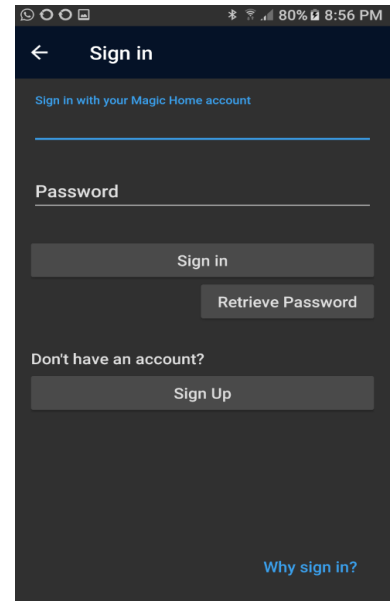 80% 8:56 PM
Sign in
Sign in with your Magic Home account
Password
Sign in
Retrieve Password
Don't have an account?
Sign Up
Why sign in?